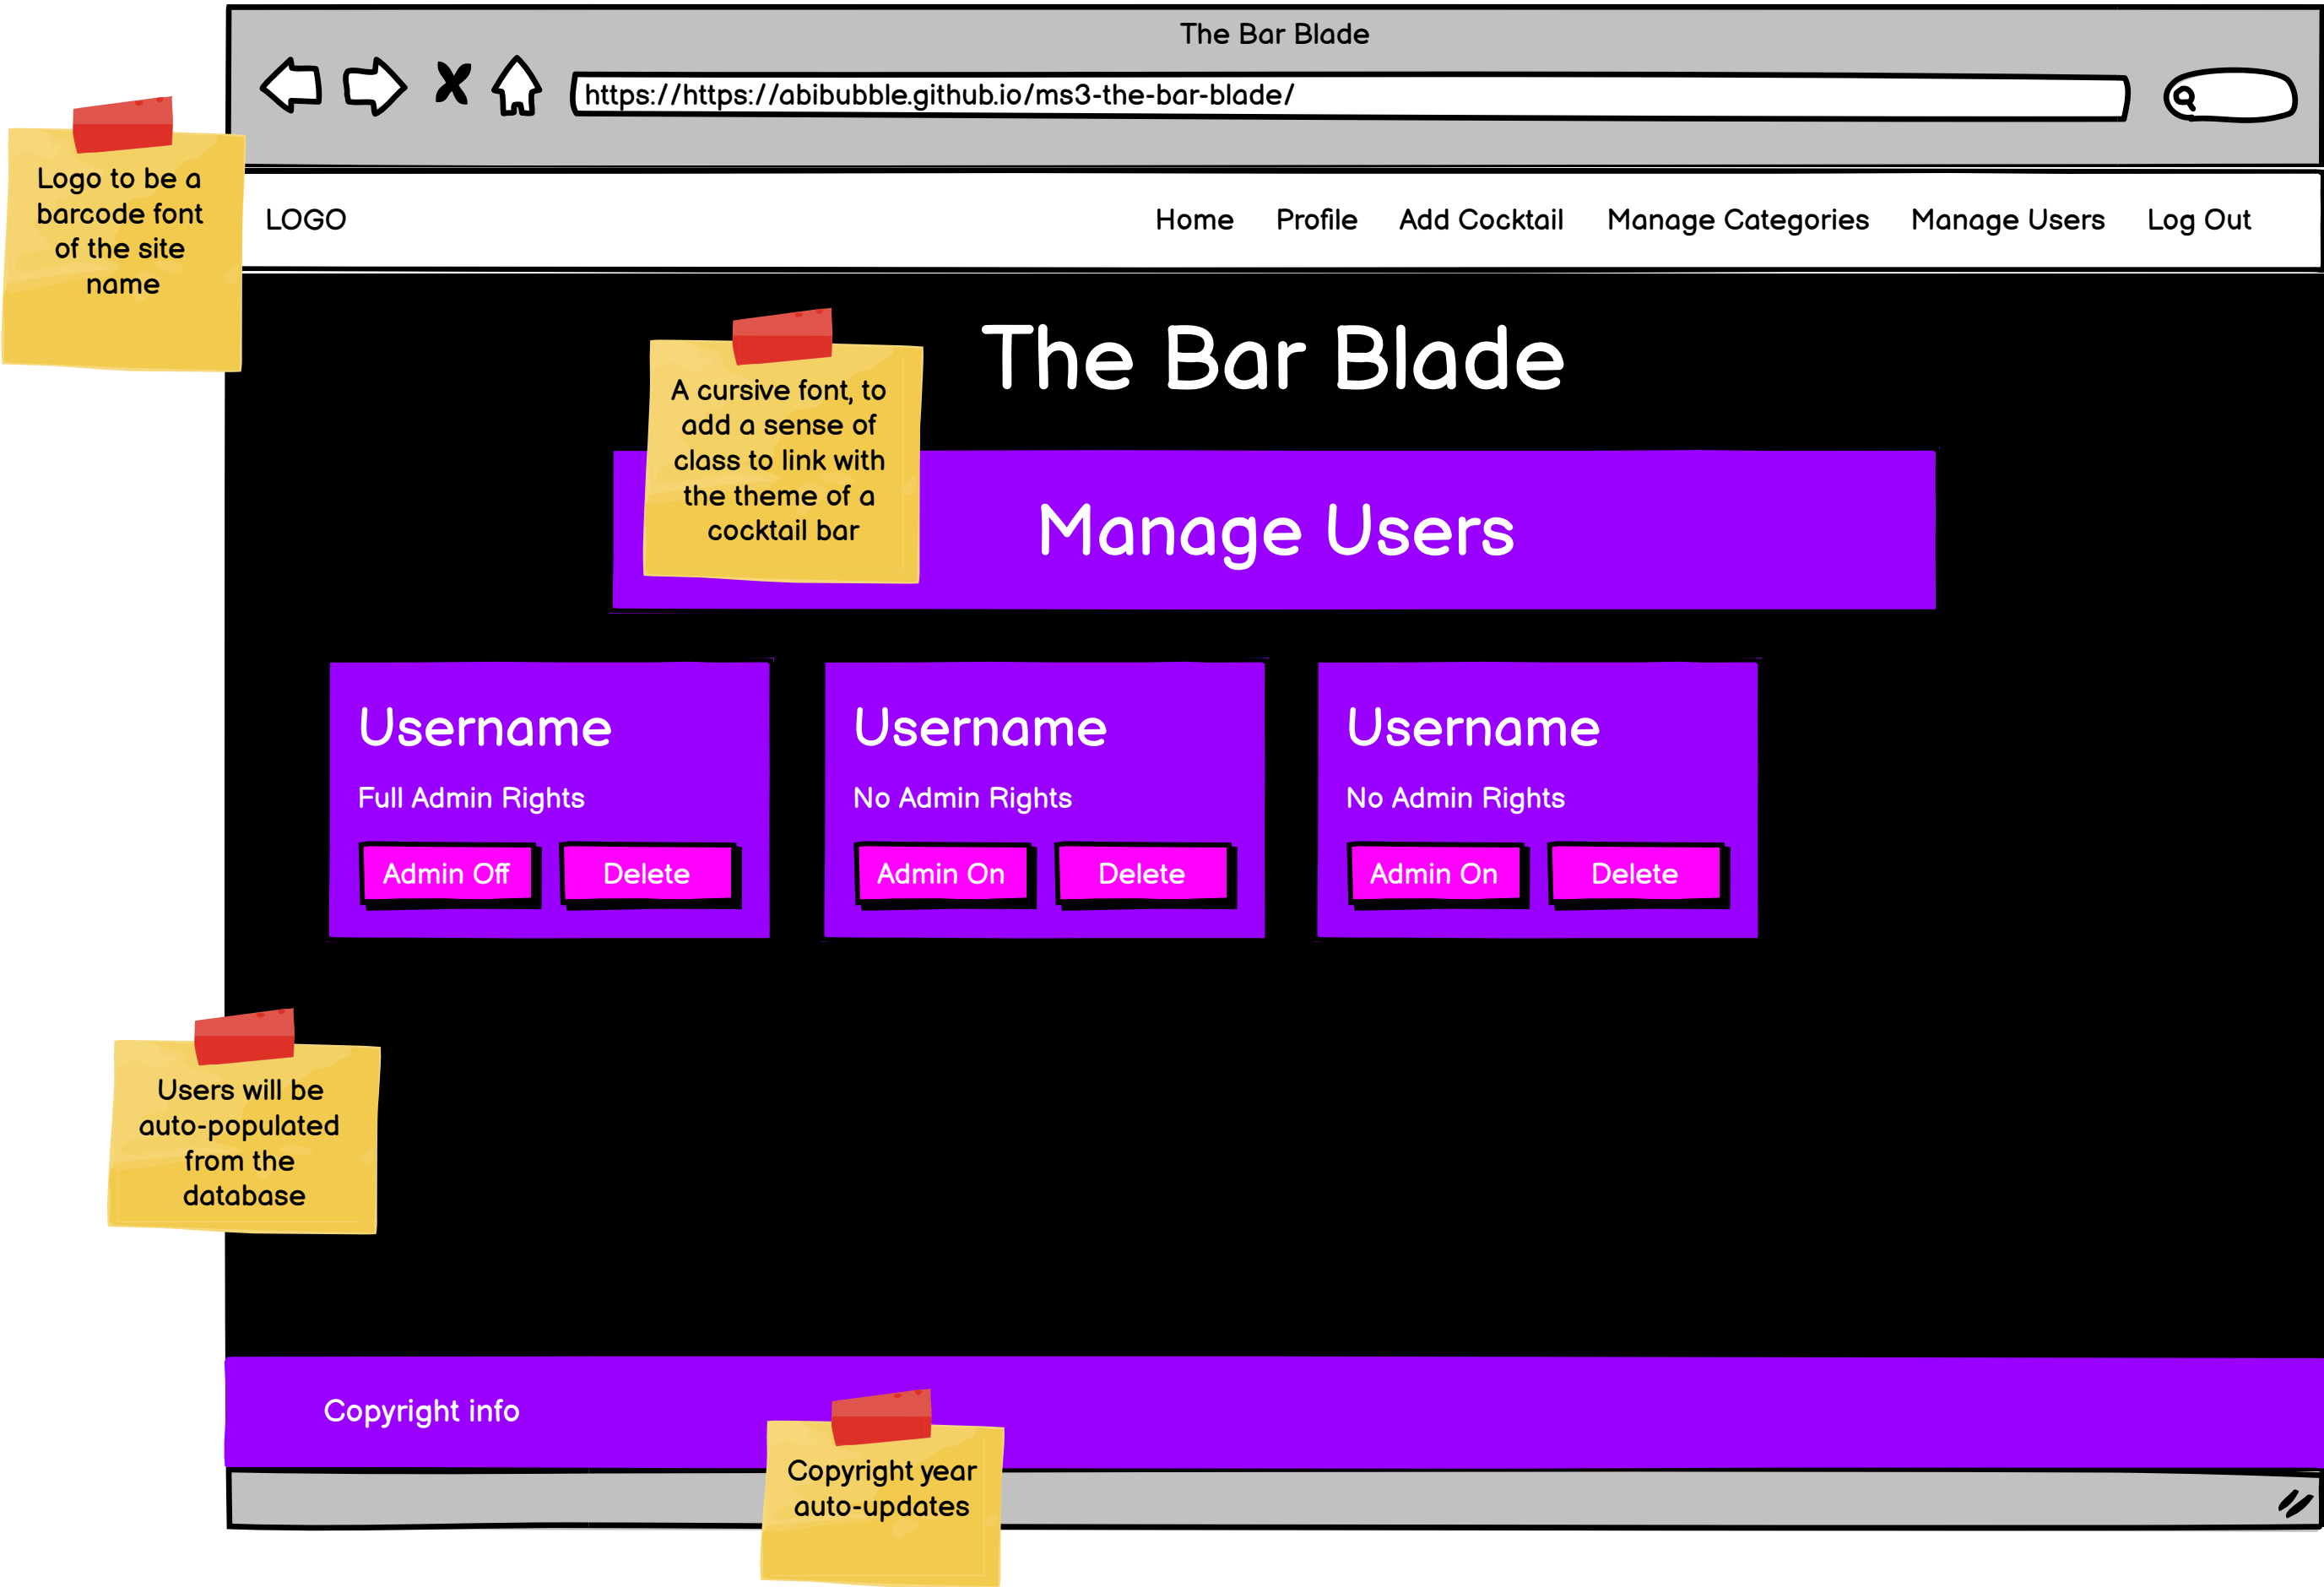 The Bar Blade
https://https://abibubble.github.io/ms3-the-bar-blade/
Logo to be a
barcode font
of the site
name
LOGO
Home Profile Add Cocktail Manage Categories Manage Users Log Out
The Bar Blade
A cursive font, to
add a sense of
class to link with
the theme of a
cocktail bar
Manage Users
Username
Full Admin Rights
Admin Off Delete
Username
No Admin Rights
Admin On Delete
Username
No Admin Rights
Admin On Delete
Users will be
auto-populated
from the
database
Copyright info
Copyright year
auto-updates